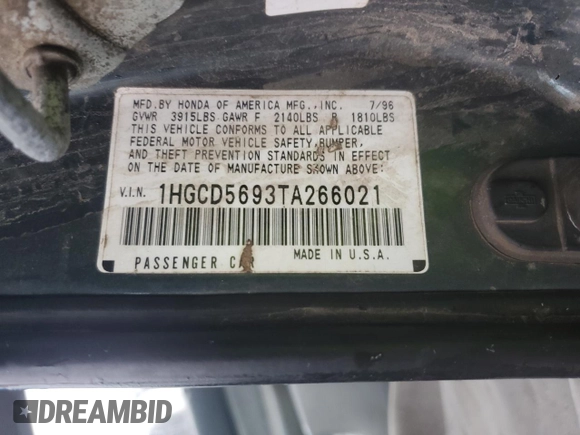 MFD.BY HONDA OF AMERICA MFG.,INC. 7/96
GVWR 3915LBS GAWR F 2140LBS R 1810LBS
THIS VEHICLE CONFORMS TO ALL APPLICABLE
FEDERAL MOTOR VEHICLE SAFETY,BUMPER,
AND THEFT PREVENTION STANDARDS IN EFFECT
ON THE DATE OF MANUFACTURE SHOWN ABOVE:
V.I.N. 1HGCD5693TA266021
PASSENGER CAR MADE IN U.S.A.
DREAMBID